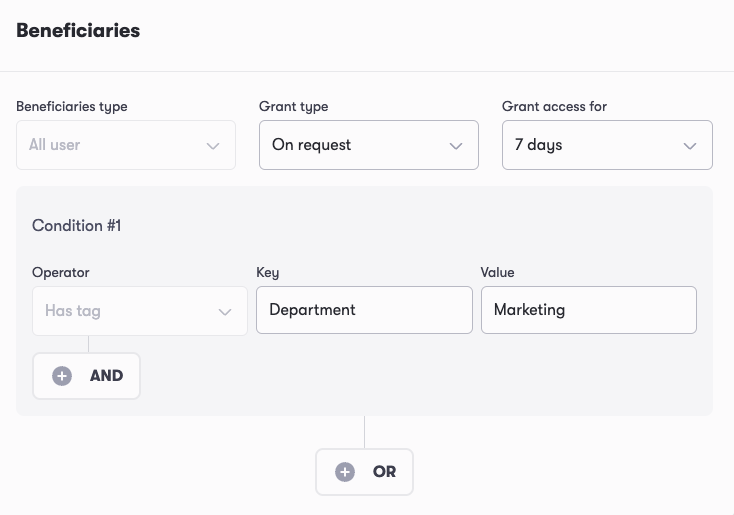 Beneficiaries
Beneficiaries type Grant type Grant access for
All user On request 7 days
Condition #1
Operator Key Value
Has tag Department Marketing
AND
OR